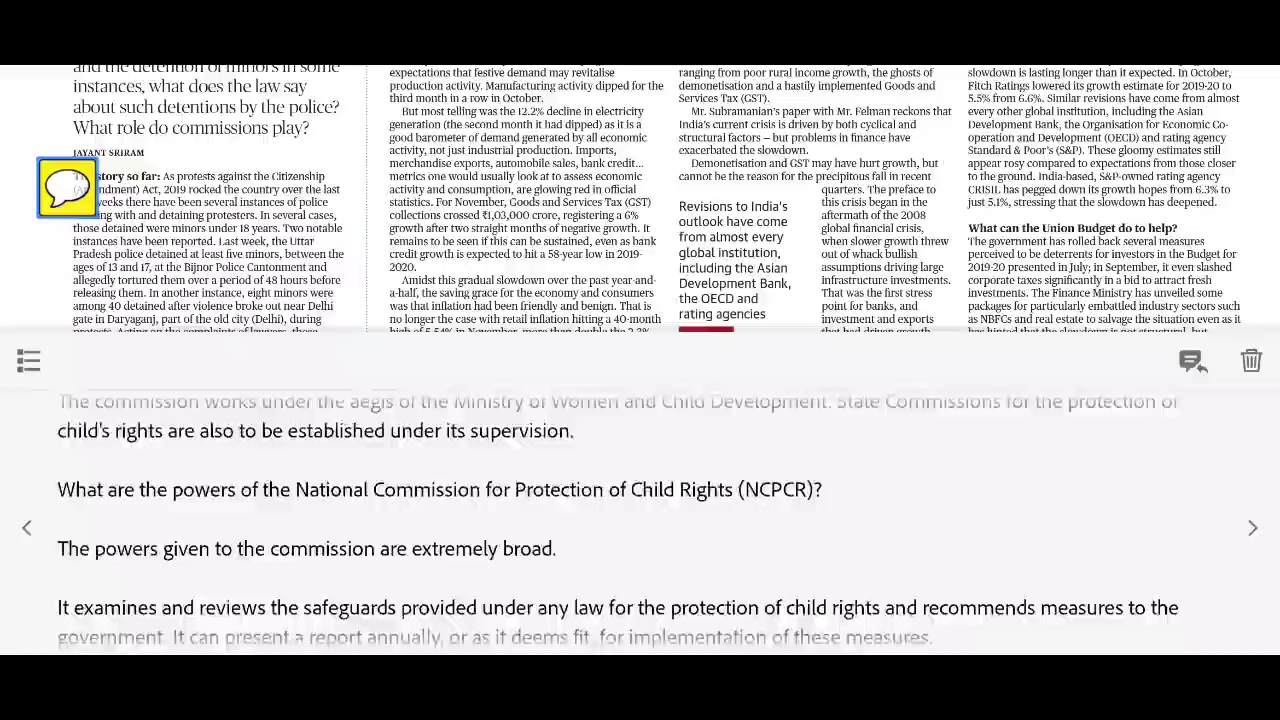 and the detention of minors in some
instances, what does the law say
about such detentions by the police?
What role do commissions play?
JAYANT SRIRAM
story so far: As protests against the Citizenship
ndment) Act, 2019 rocked the country over the last
weeks there have been several instances of police
ng with and detaining protesters. In several cases,
those detained were minors under 18 years. Two notable
instances have been reported. Last week, the Uttar
Pradesh police detained at least five minors, between the
ages of 13 and 17, at the Bijnor Police Cantonment and
allegedly tortured them over a period of 48 hours before
releasing them. In another instance, eight minors were
among 40 detained after violence broke out near Delhi
gate in Daryaganj, part of the old city (Delhi), during
protests. Acting on the complaints of lawyers, these
expectations that festive demand may revitalise
production activity. Manufacturing activity dipped for the
third month in a row in October.
But most telling was the 12.2% decline in electricity
generation (the second month it had dipped) as it is a
good barometer of demand generated by all economic
activity, not just industrial production. Imports,
merchandise exports, automobile sales, bank credit...
metrics one would usually look at to assess economic
activity and consumption, are glowing red in official
statistics. For November, Goods and Services Tax (GST)
collections crossed ₹1,03,000 crore, registering a 6%
growth after two straight months of negative growth. It
remains to be seen if this can be sustained, even as bank
credit growth is expected to hit a 58-year low in 2019-
2020.
Amidst this gradual slowdown over the past year-and-
a-half, the saving grace for the economy and consumers
was that inflation had been friendly and benign. That is
no longer the case with retail inflation hitting a 40-month
high of 5.54% in November, more than double the 2.3%
ranging from poor rural income growth, the ghosts of
demonetisation and a hastily implemented Goods and
Services Tax (GST).
Mr. Subramanian's paper with Mr. Felman reckons that
India's current crisis is driven by both cyclical and
structural factors – but problems in finance have
exacerbated the slowdown.
Demonetisation and GST may have hurt growth, but
cannot be the reason for the precipitous fall in recent
quarters. The preface to
this crisis began in the
aftermath of the 2008
global financial crisis,
when slower growth threw
out of whack bullish
assumptions driving large
infrastructure investments.
That was the first stress
point for banks, and
investment and exports
that had driven growth
Revisions to India's
outlook have come
from almost every
global institution,
including the Asian
Development Bank,
the OECD and
rating agencies
slowdown is lasting longer than it expected. In October,
Fitch Ratings lowered its growth estimate for 2019-20 to
5.5% from 6.6%. Similar revisions have come from almost
every other global institution, including the Asian
Development Bank, the Organisation for Economic Co-
operation and Development (OECD) and rating agency
Standard & Poor's (S&P). These gloomy estimates still
appear rosy compared to expectations from those closer
to the ground. India-based, S&P-owned rating agency
CRISIL has pegged down its growth hopes from 6.3% to
just 5.1%, stressing that the slowdown has deepened.
What can the Union Budget do to help?
The government has rolled back several measures
perceived to be deterrents for investors in the Budget for
2019-20 presented in July; in September, it even slashed
corporate taxes significantly in a bid to attract fresh
investments. The Finance Ministry has unveiled some
packages for particularly embattled industry sectors such
as NBFCs and real estate to salvage the situation even as it
has hinted that the slowdown is not structural, but
The commission works under the aegis of the Ministry of Women and Child Development. State Commissions for the protection of
child's rights are also to be established under its supervision.
What are the powers of the National Commission for Protection of Child Rights (NCPCR)?
The powers given to the commission are extremely broad.
It examines and reviews the safeguards provided under any law for the protection of child rights and recommends measures to the
government. It can present a report annually, or as it deems fit, for implementation of these measures.